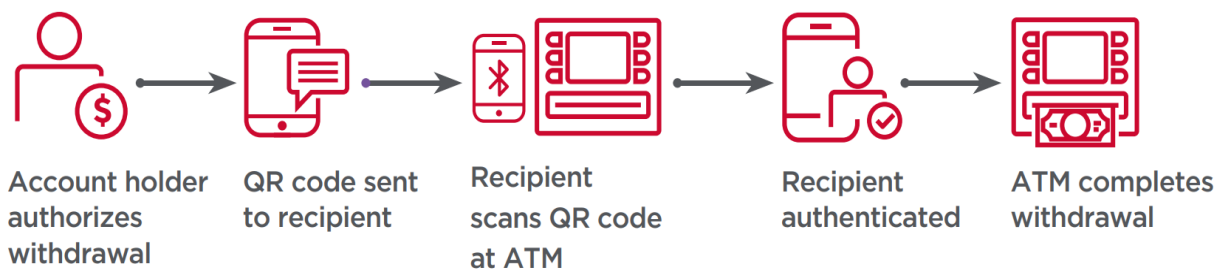 $
Account holder
authorizes
withdrawal
QR code sent
to recipient
Recipient
scans QR code
at ATM
Recipient
authenticated
ATM completes
withdrawal